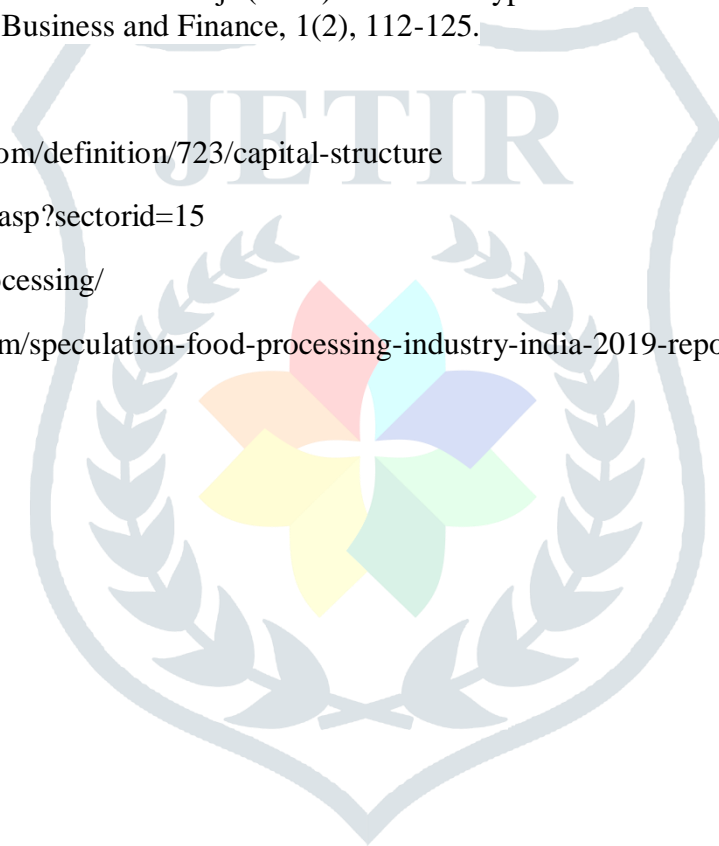 Business and Finance, 1(2), 112-125.
JETIR
om/definition/723/capital-structure
asp?sectorid=15
cessing/
m/speculation-food-processing-industry-india-2019-repo